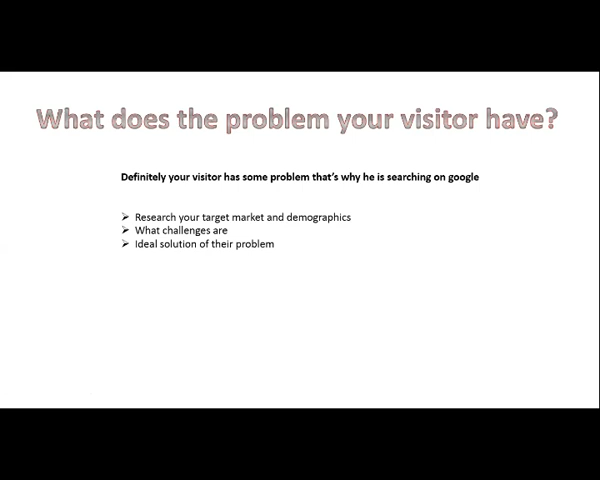 What does the problem your visitor have?
Definitely your visitor has some problem that's why he is searching on google
➢ Research your target market and demographics
➢ What challenges are
➢ Ideal solution of their problem